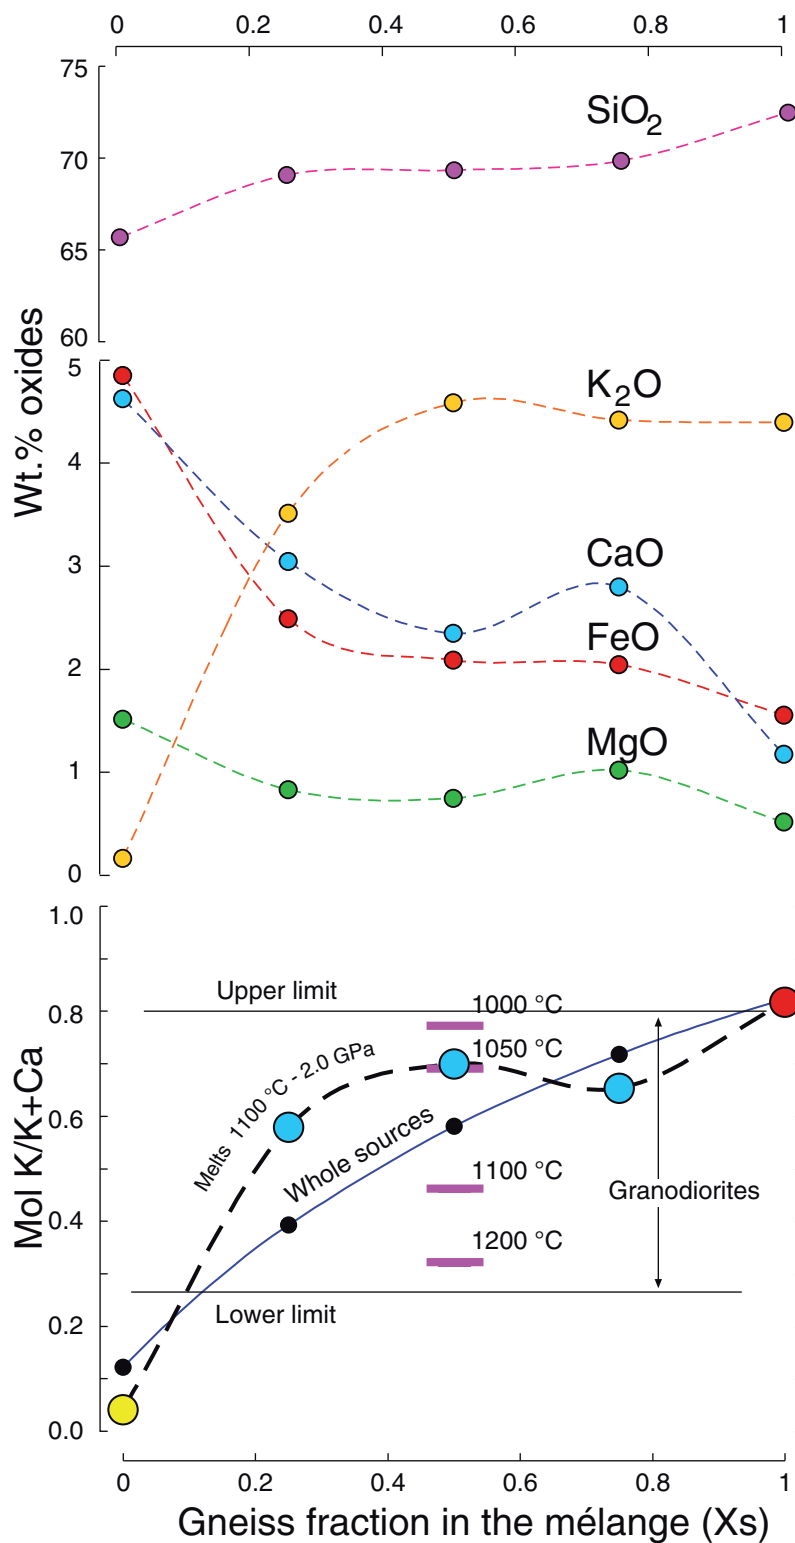 0 0.2 0.4 0.6 0.8 1
75
70
65
60
SiO2
Wt.% oxides
5
4
3
2
1
0
K2O
CaO
FeO
MgO
1.0
0.8
0.6
0.4
0.2
0.0
Mol K/K+Ca
Upper limit
1000 °C
1050 °C
Melts 1100 °C - 2.0 GPa
Whole sources
1100 °C
Granodiorites
1200 °C
Lower limit
0 0.2 0.4 0.6 0.8 1
Gneiss fraction in the mélange (Xs)